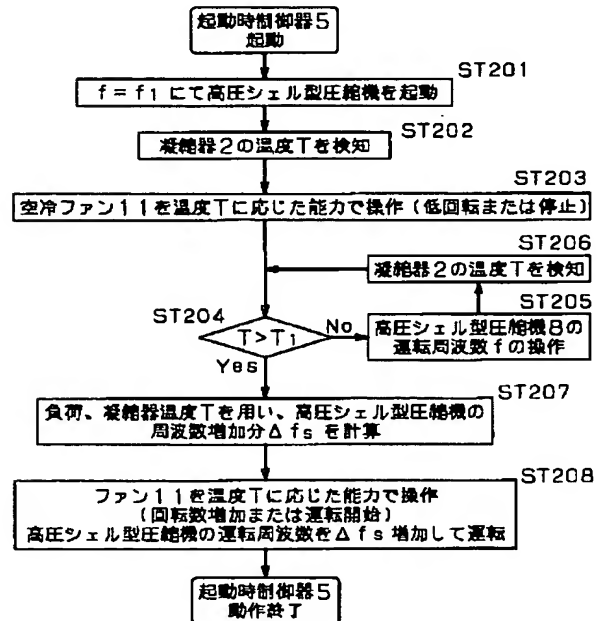 起動時制御器5
起動
ST201
f=f1にて高圧シェル型圧縮機を起動
ST202
凝縮器2の温度Tを検知
ST203
空冷ファン11を温度Tに応じた能力で操作(低回転または停止)
ST206
凝縮器2の温度Tを検知
ST205
高圧シェル型圧縮機8の
運転周波数fの操作
ST204
T>T1
No
Yes
ST207
負荷、凝縮器温度Tを用い、高圧シェル型圧縮機の
周波数増加分Δfsを計算
ST208
ファン11を温度Tに応じた能力で操作
(回転数増加または運転開始)
高圧シェル型圧縮機の運転周波数をΔfs増加して運転
起動時制御器5
動作終了